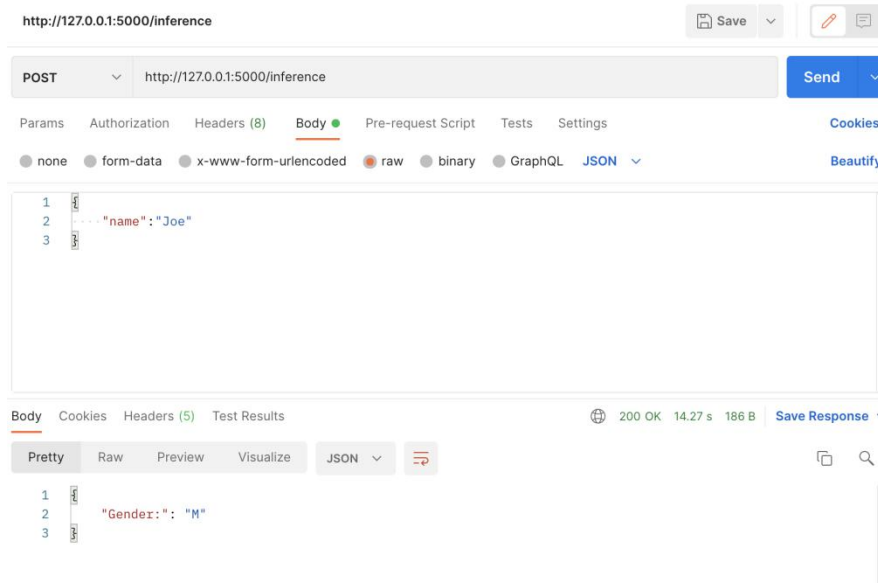 http://127.0.0.1:5000/inference Save
POST http://127.0.0.1:5000/inference Send
Params Authorization Headers (8) Body Pre-request Script Tests Settings Cookies
none form-data x-www-form-urlencoded raw binary GraphQL JSON Beautify
1 {
2 "name":"Joe"
3 }
Body Cookies Headers (5) Test Results 200 OK 14.27 s 186 B Save Response
Pretty Raw Preview Visualize JSON
1 {
2 "Gender:": "M"
3 }